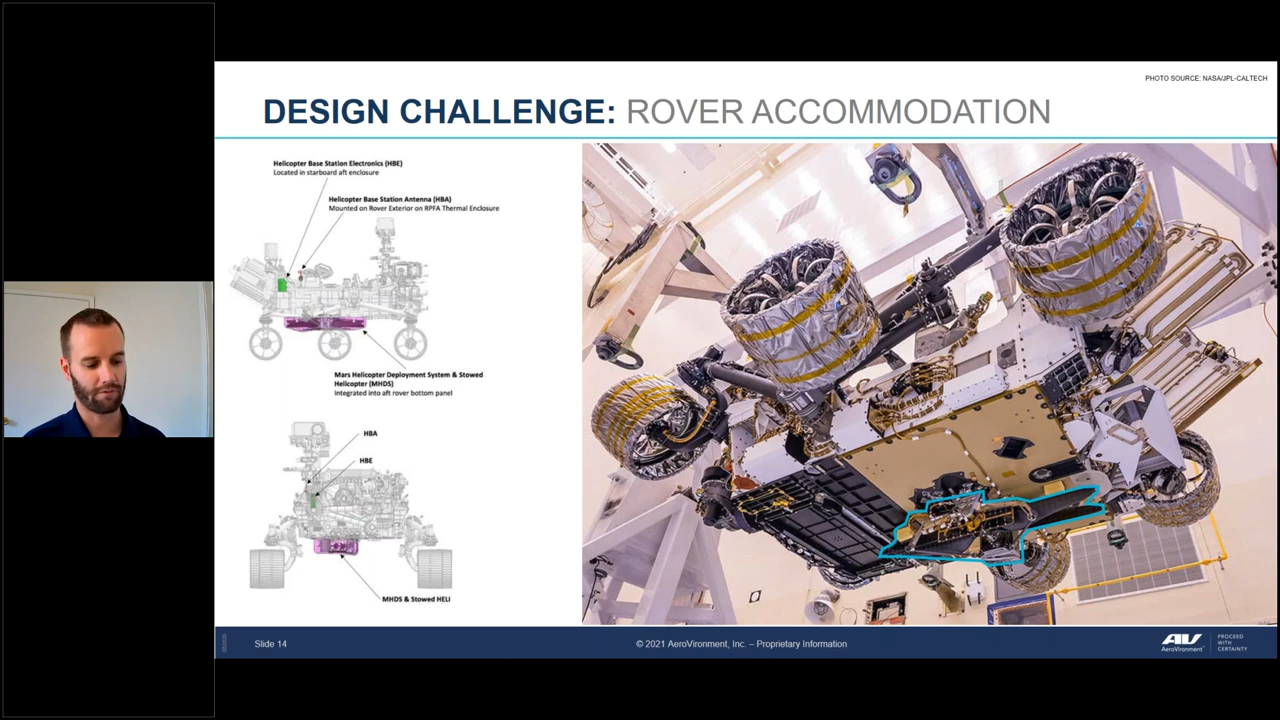 PHOTO SOURCE: NASA/JPL-CALTECH
DESIGN CHALLENGE: ROVER ACCOMMODATION
Helicopter Base Station Electronics (HBE)
Located in starboard aft enclosure
Helicopter Base Station Antenna (HBA)
Mounted on Rover Exterior on RPFA Thermal Enclosure
Mars Helicopter Deployment System & Stowed
Helicopter (MHDS)
Integrated into aft rover bottom panel
HBA
HBE
MHDS & Stowed HELI
Slide 14
© 2021 AeroVironment, Inc. – Proprietary Information
AV
AeroVironment™
PROCEED
WITH
CERTAINTY